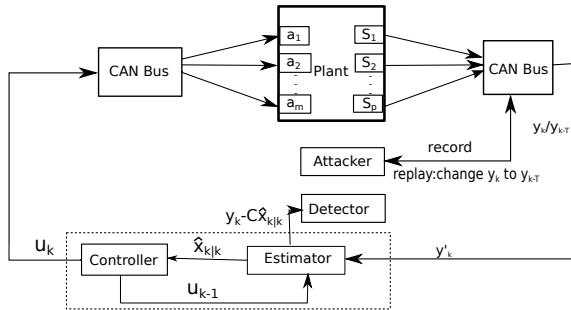 CAN Bus
a₁
a₂
aₘ
Plant
S₁
S₂
Sₚ
CAN Bus
yₖ/yₖ₋T
record
Attacker
replay:change yₖ to yₖ₋T
Detector
yₖ-Cx̂ₖ|ₖ
uₖ
Controller
x̂ₖ|ₖ
Estimator
uₖ₋₁
y'ₖ